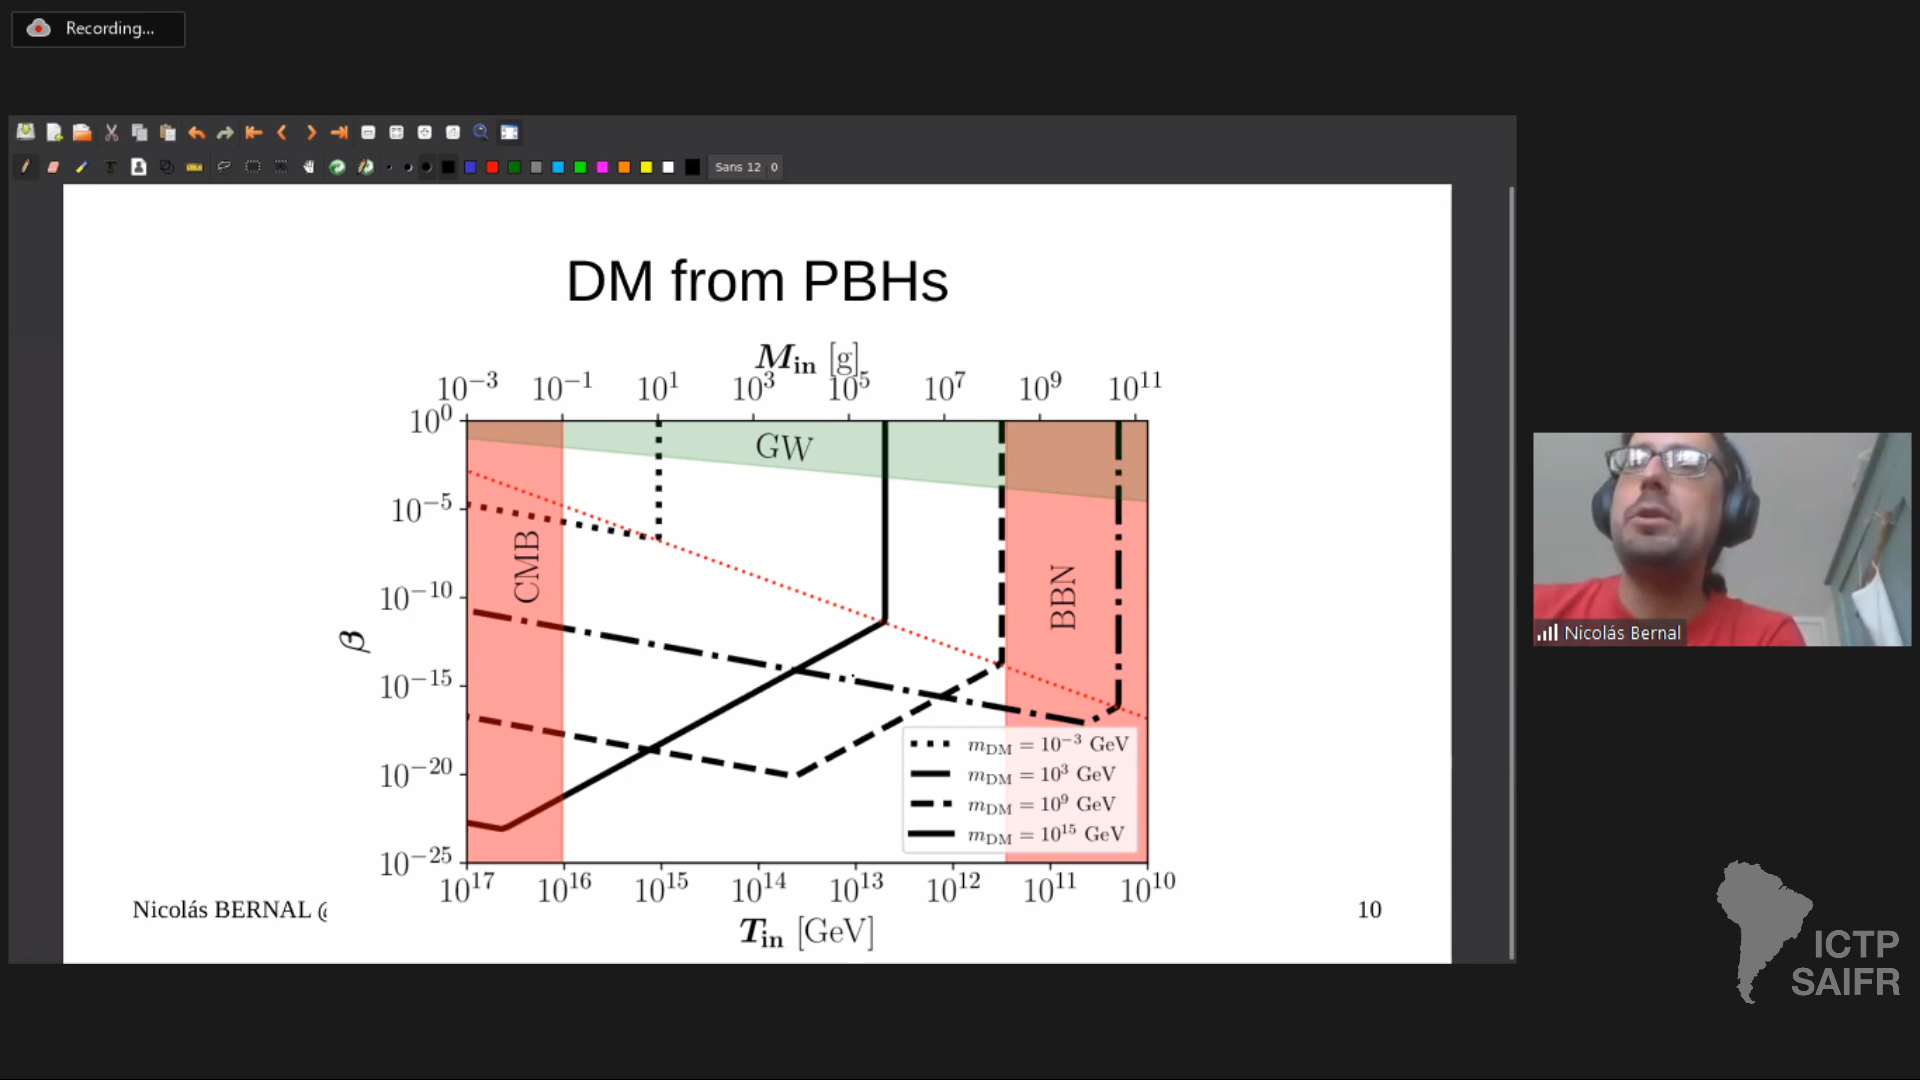 Recording...
Sans 12 0
DM from PBHs
M_in [g]
10^−3 10^−1 10^1 10^3 10^5 10^7 10^9 10^11
10^0
10^−5
10^−10
10^−15
10^−20
10^−25
β
GW
CMB
BBN
m_DM = 10^−3 GeV
m_DM = 10^3 GeV
m_DM = 10^9 GeV
m_DM = 10^15 GeV
10^17 10^16 10^15 10^14 10^13 10^12 10^11 10^10
T_in [GeV]
Nicolás BERNAL @
10
Nicolás Bernal
ICTP
SAIFR